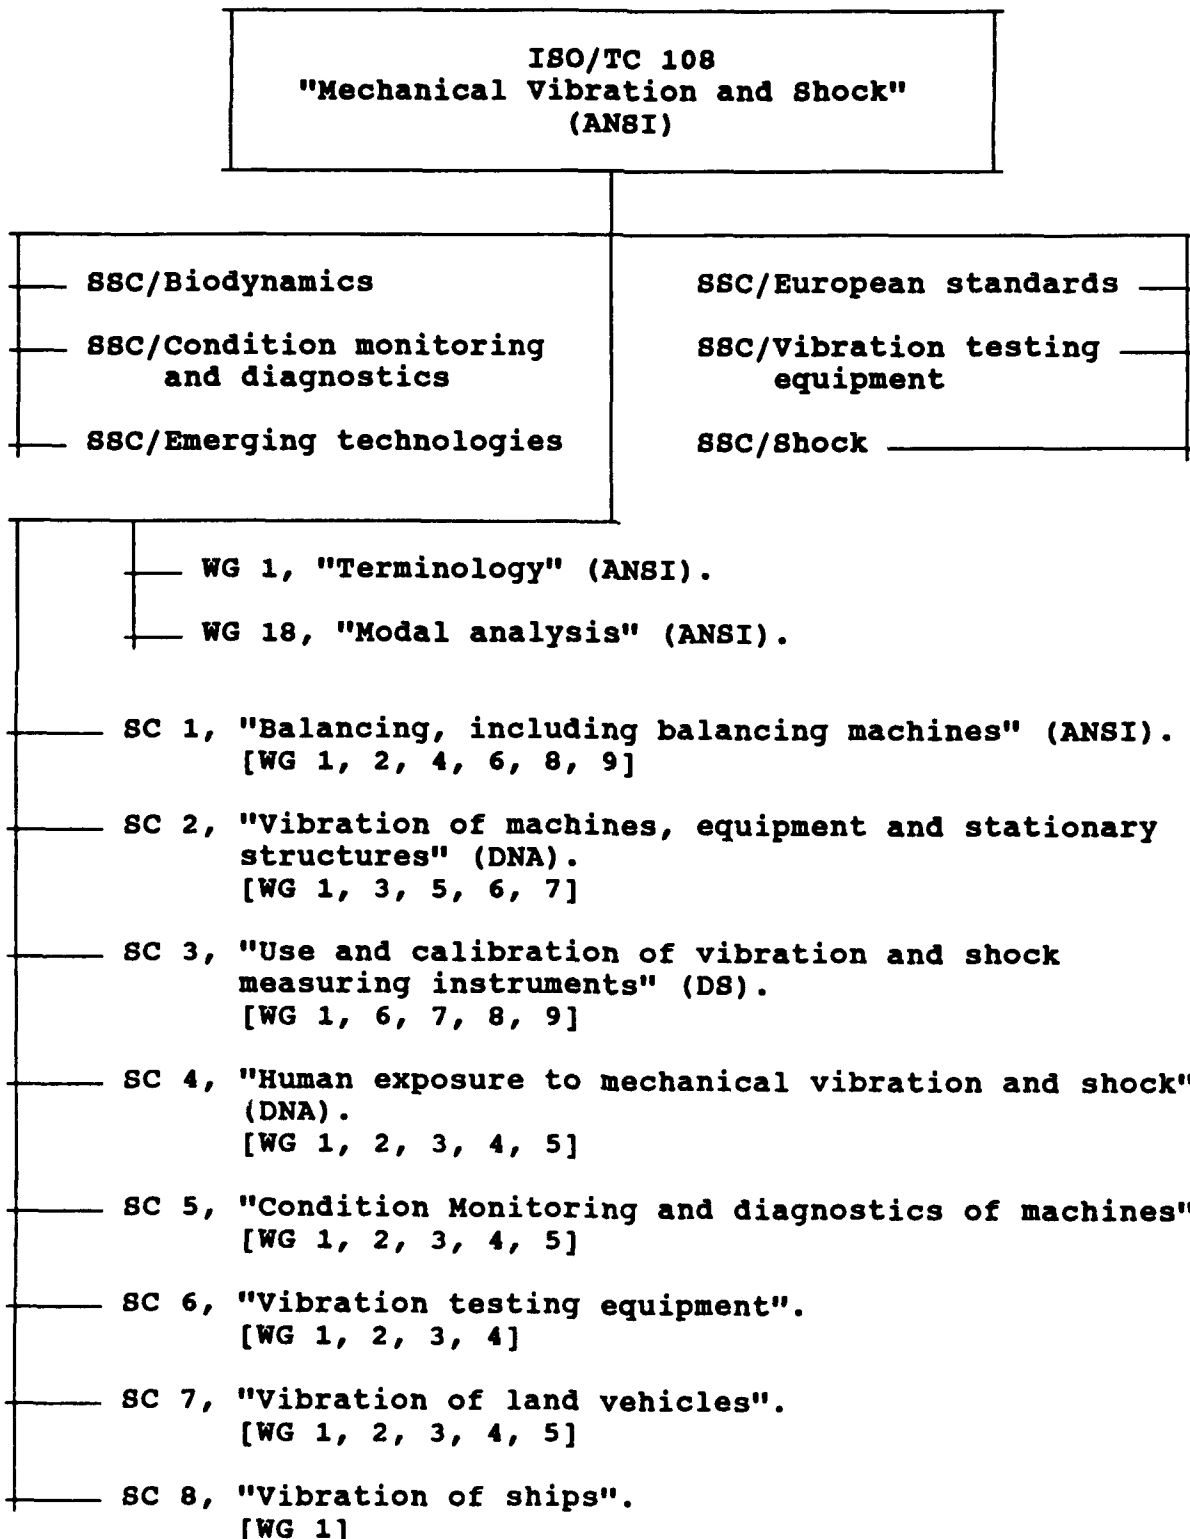 ISO/TC 108
"Mechanical Vibration and Shock"
(ANSI)
SSC/Biodynamics
SSC/Condition monitoring
and diagnostics
SSC/Emerging technologies
SSC/European standards
SSC/Vibration testing
equipment
SSC/Shock
WG 1, "Terminology" (ANSI).
WG 18, "Modal analysis" (ANSI).
SC 1, "Balancing, including balancing machines" (ANSI).
[WG 1, 2, 4, 6, 8, 9]
SC 2, "Vibration of machines, equipment and stationary
structures" (DNA).
[WG 1, 3, 5, 6, 7]
SC 3, "Use and calibration of vibration and shock
measuring instruments" (DS).
[WG 1, 6, 7, 8, 9]
SC 4, "Human exposure to mechanical vibration and shock"
(DNA).
[WG 1, 2, 3, 4, 5]
SC 5, "Condition Monitoring and diagnostics of machines"
[WG 1, 2, 3, 4, 5]
SC 6, "Vibration testing equipment".
[WG 1, 2, 3, 4]
SC 7, "Vibration of land vehicles".
[WG 1, 2, 3, 4, 5]
SC 8, "Vibration of ships".
[WG 1]